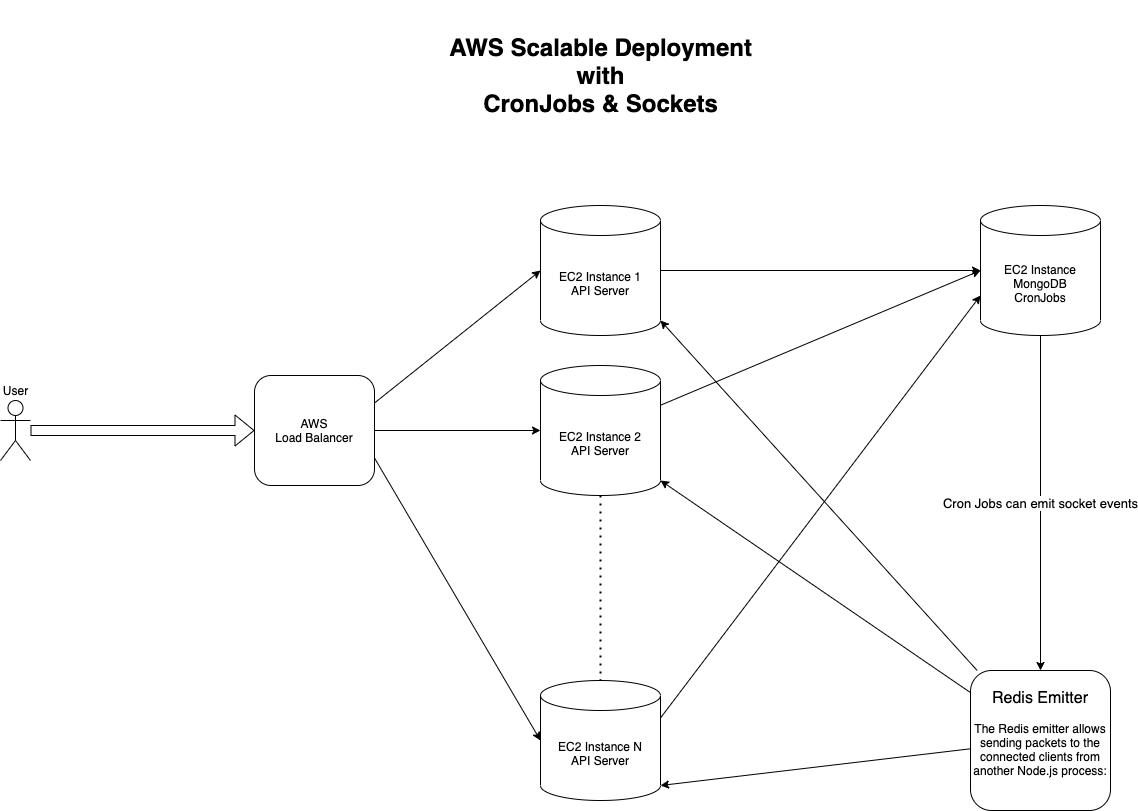 AWS Scalable Deployment
with
CronJobs & Sockets
EC2 Instance 1
API Server
EC2 Instance
MongoDB
CronJobs
User
AWS
Load Balancer
EC2 Instance 2
API Server
Cron Jobs can emit socket events
EC2 Instance N
API Server
Redis Emitter
The Redis emitter allows
sending packets to the
connected clients from
another Node.js process: